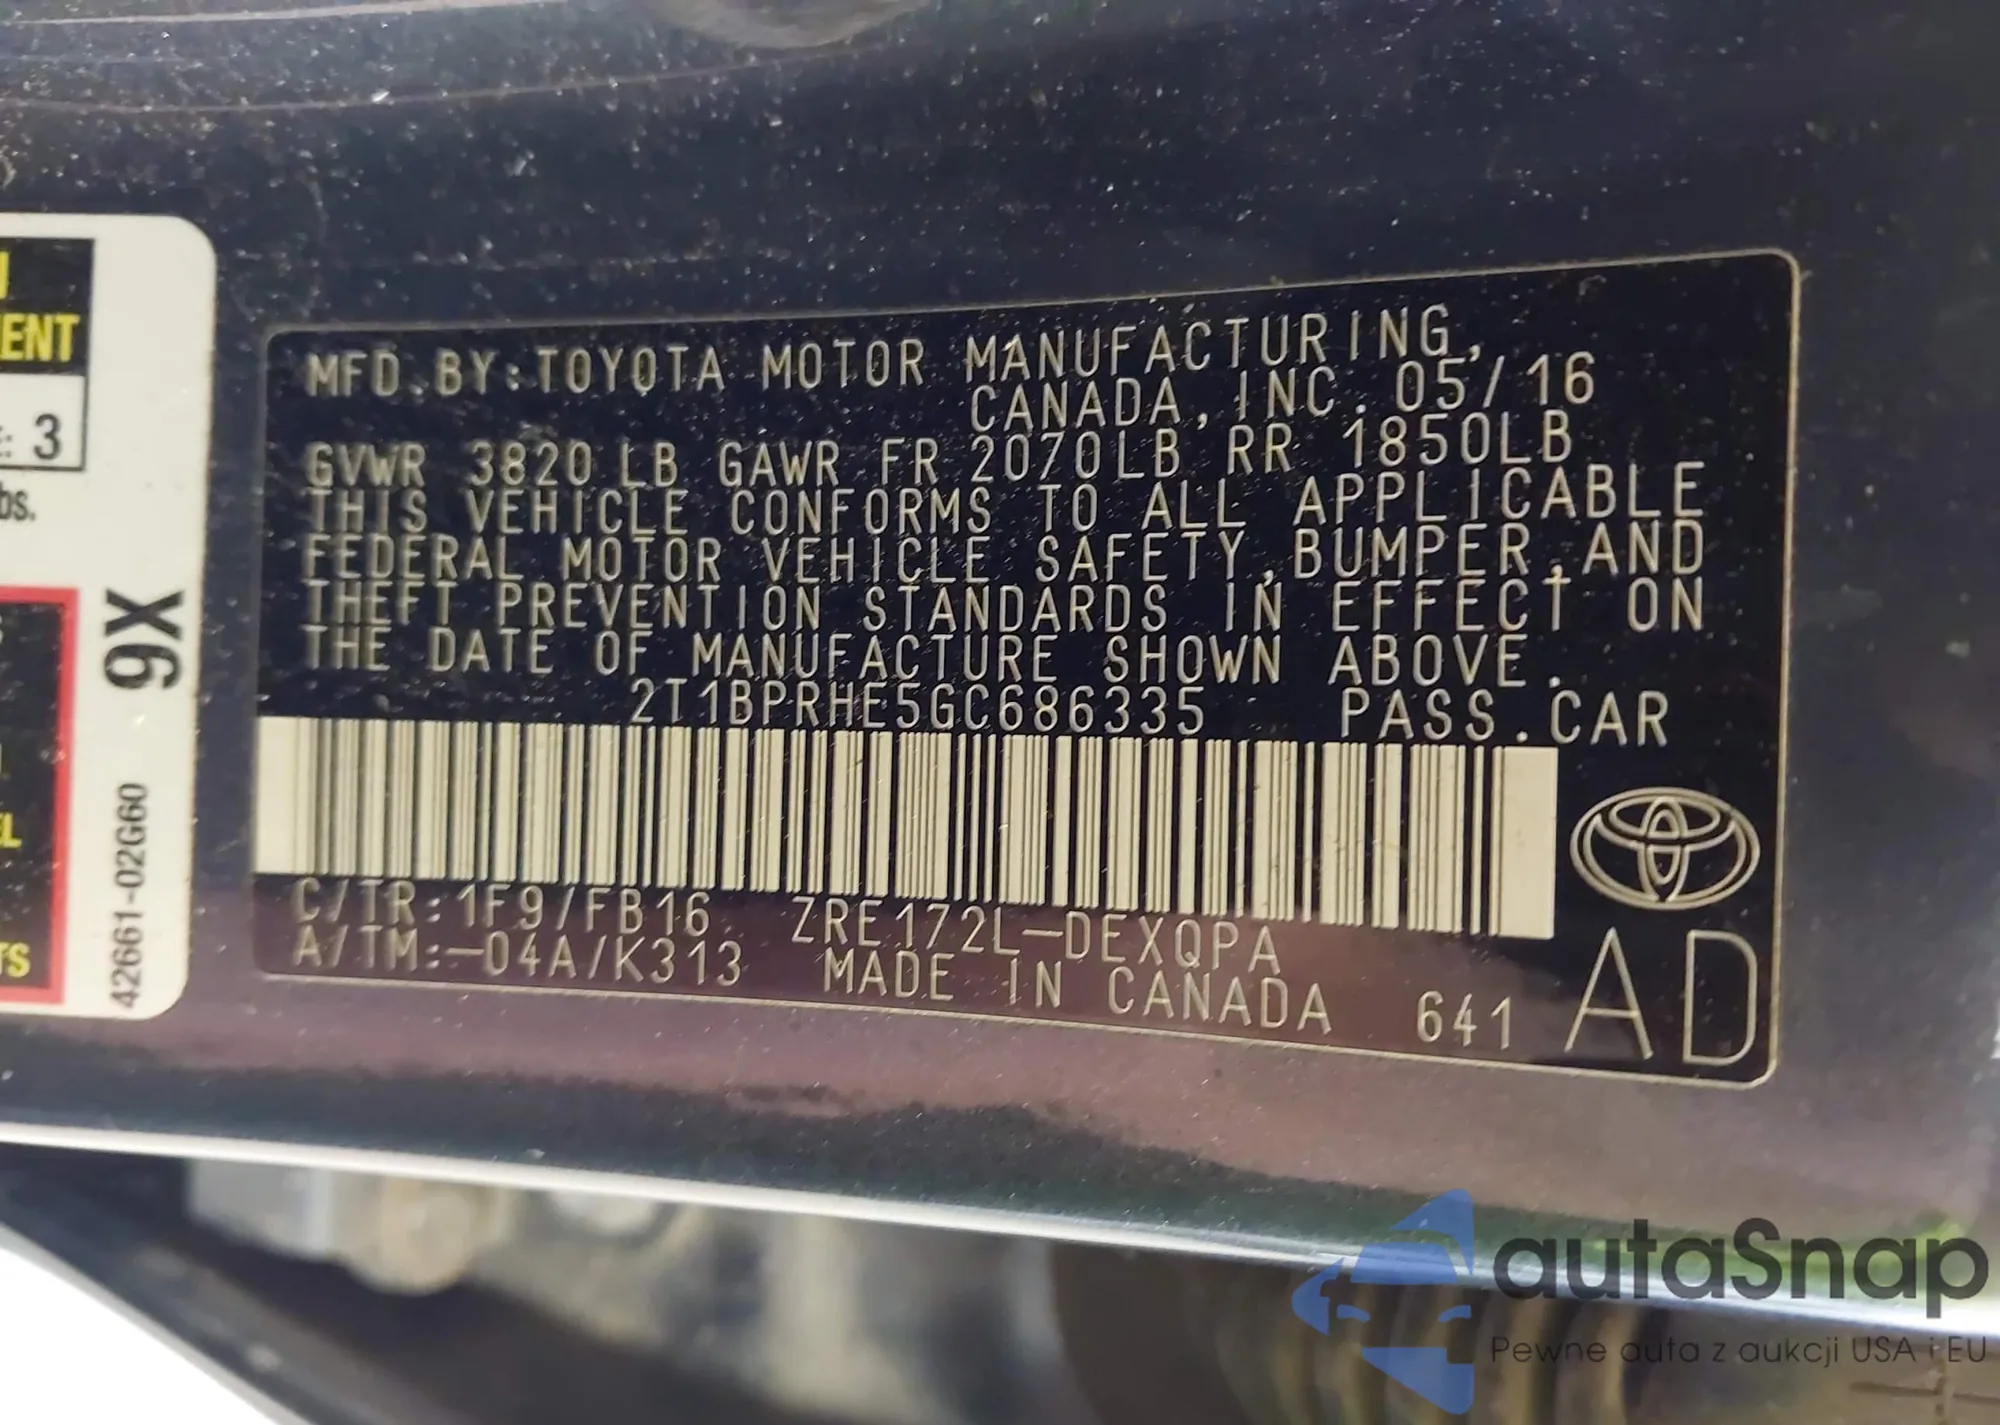 ENT
: 3
bs.
9X
42661-02G60
MFD.BY:TOYOTA MOTOR MANUFACTURING,
CANADA,INC. 05/16
GVWR 3820 LB GAWR FR 2070LB RR 1850LB
THIS VEHICLE CONFORMS TO ALL APPLICABLE
FEDERAL MOTOR VEHICLE SAFETY,BUMPER,AND
THEFT PREVENTION STANDARDS IN EFFECT ON
THE DATE OF MANUFACTURE SHOWN ABOVE.
2T1BPRHE5GC686335 PASS.CAR
C/TR:1F9/FB16 ZRE172L-DEXQPA
A/TM:-04A/K313 MADE IN CANADA 641 AD
autaSnap
Pewne auta z aukcji USA i EU